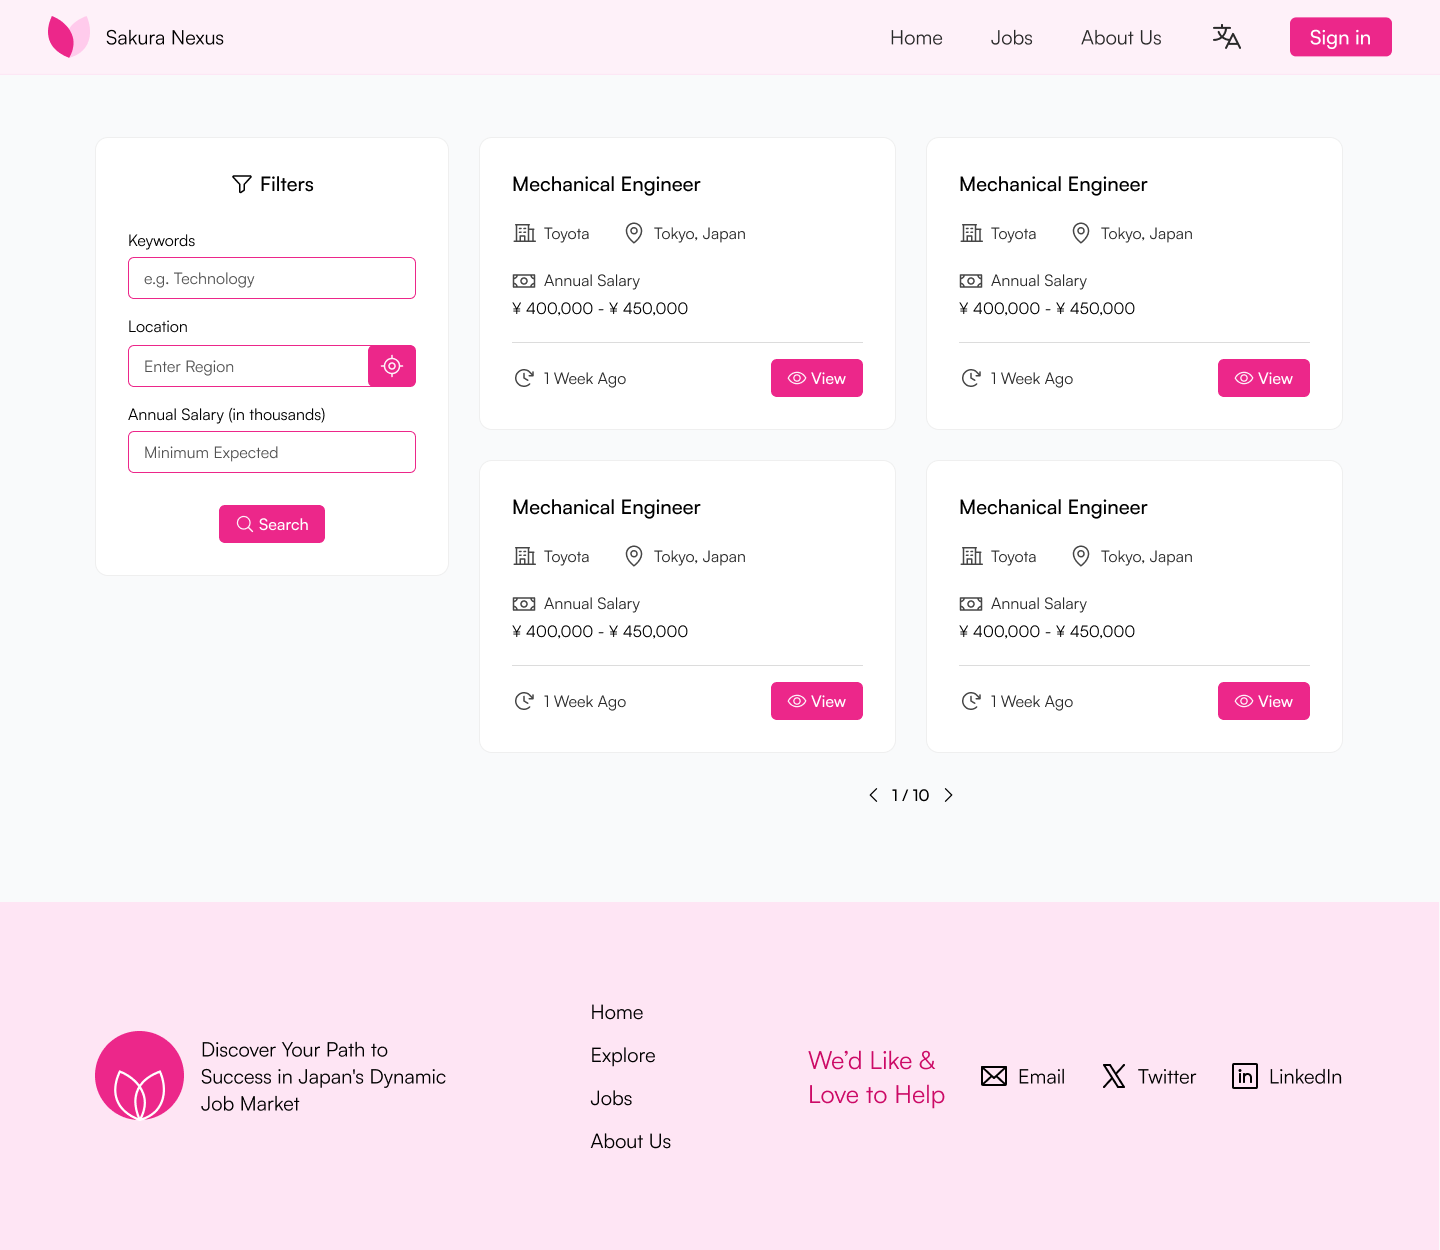 Sakura Nexus
Home
Jobs
About Us
文A
Sign in
Filters
Keywords
e.g. Technology
Location
Enter Region
Annual Salary (in thousands)
Minimum Expected
Search
Mechanical Engineer
Toyota
Tokyo, Japan
Annual Salary
¥ 400,000 - ¥ 450,000
1 Week Ago
View
Mechanical Engineer
Toyota
Tokyo, Japan
Annual Salary
¥ 400,000 - ¥ 450,000
1 Week Ago
View
Mechanical Engineer
Toyota
Tokyo, Japan
Annual Salary
¥ 400,000 - ¥ 450,000
1 Week Ago
View
Mechanical Engineer
Toyota
Tokyo, Japan
Annual Salary
¥ 400,000 - ¥ 450,000
1 Week Ago
View
1 / 10
Discover Your Path to
Success in Japan's Dynamic
Job Market
Home
Explore
Jobs
About Us
We’d Like &
Love to Help
Email
Twitter
in
LinkedIn